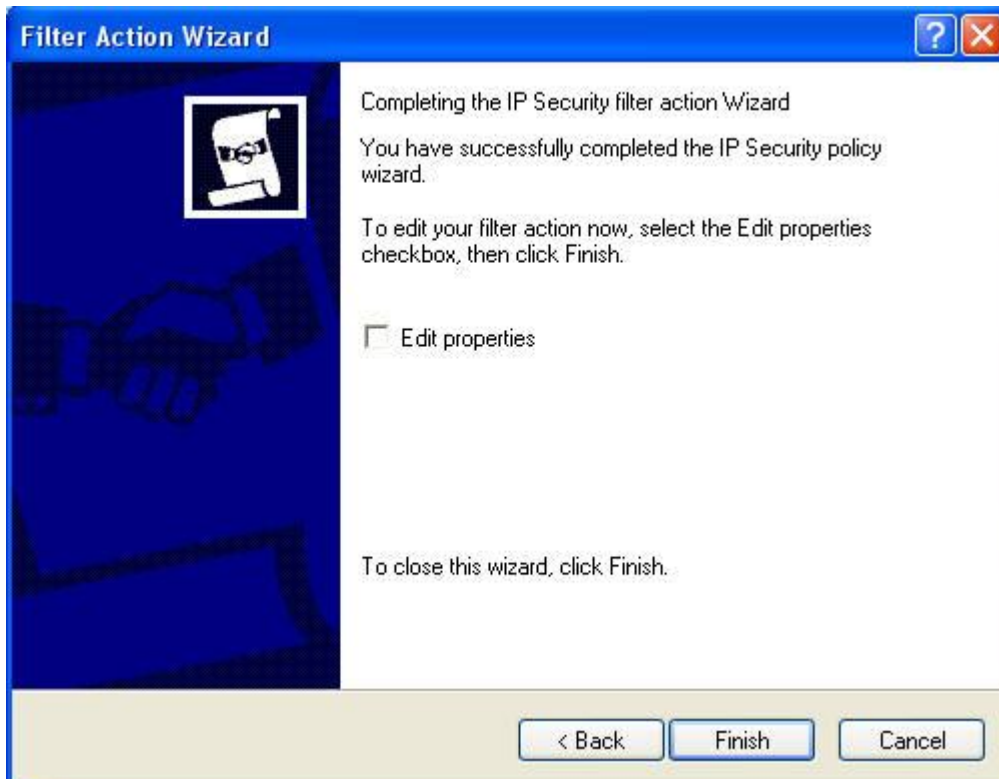 Filter Action Wizard
?
Completing the IP Security filter action Wizard
You have successfully completed the IP Security policy
wizard.
To edit your filter action now, select the Edit properties
checkbox, then click Finish.
Edit properties
To close this wizard, click Finish.
< Back
Finish
Cancel